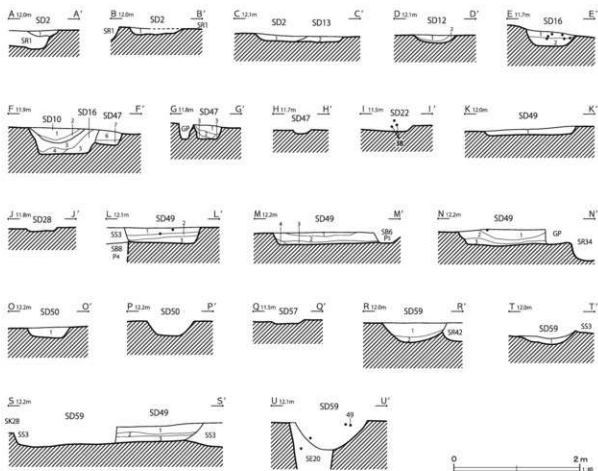 A 12.0m A′ B 12.0m B′ C 12.1m C′ D 12.1m D′ E 11.7m E′
SD2 SD2 SD2 SD13 SD12 SD16
SR1 SR1 SR1
F 11.9m F′ G 11.8m G′ H 11.7m H′ I 11.5m I′ K 12.0m K′
SD10 SD16 SD47 SD47 SD47 SD22 SD49
GP
J 11.8m J′ L 12.1m L′ M 12.2m M′ N 12.2m N′
SD28 SD49 SD49 SD49
SS3 SB6 GP
SB8 P5 SR34
P4
O 12.2m O′ P 12.2m P′ Q 11.5m Q′ R 12.0m R′ T 12.0m T′
SD50 SD50 SD57 SD59 SD59 SS3
SR42
S 12.2m S′ U 12.1m U′
SD59 SD49 SD59
SK28 49
SS3 SS3
SE20
0 2 m